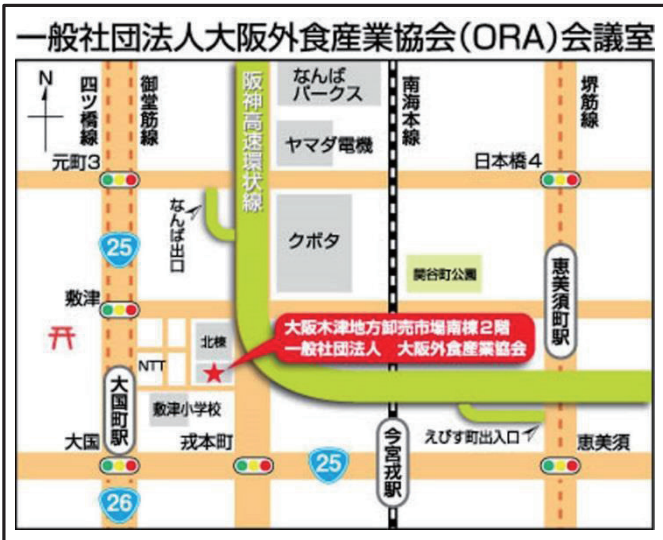 一般社団法人大阪外食産業協会(ORA)会議室
N
四ツ橋線
御堂筋線
阪神高速環状線
なんば
パークス
南海本線
堺筋線
元町3
ヤマダ電機
日本橋4
なんば出口
クボタ
25
関谷町公園
恵美須町駅
敷津
大阪木津地方卸売市場南棟2階
一般社団法人 大阪外食産業協会
北棟
NTT
大国町駅
敷津小学校
えびす町出入口
大国
戎本町
25
今宮戎駅
恵美須
26